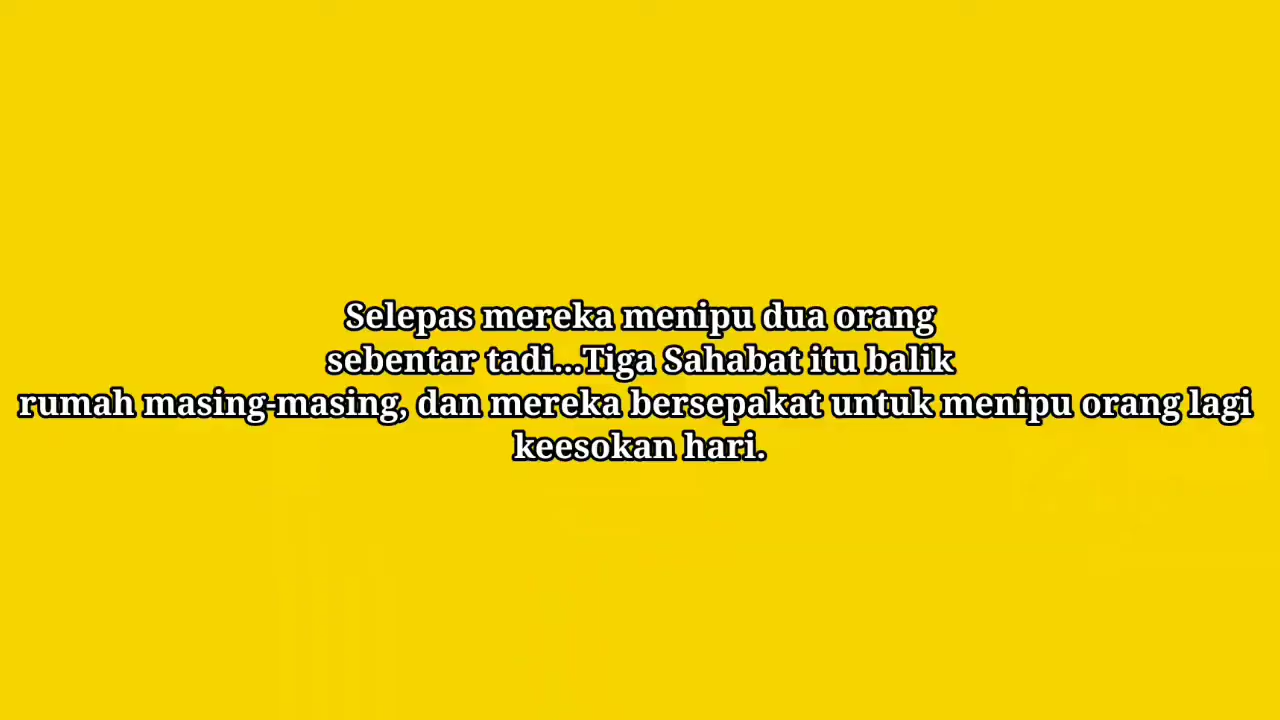 Selepas mereka menipu dua orang
sebentar tadi...Tiga Sahabat itu balik
rumah masing-masing, dan mereka bersepakat untuk menipu orang lagi
keesokan hari.